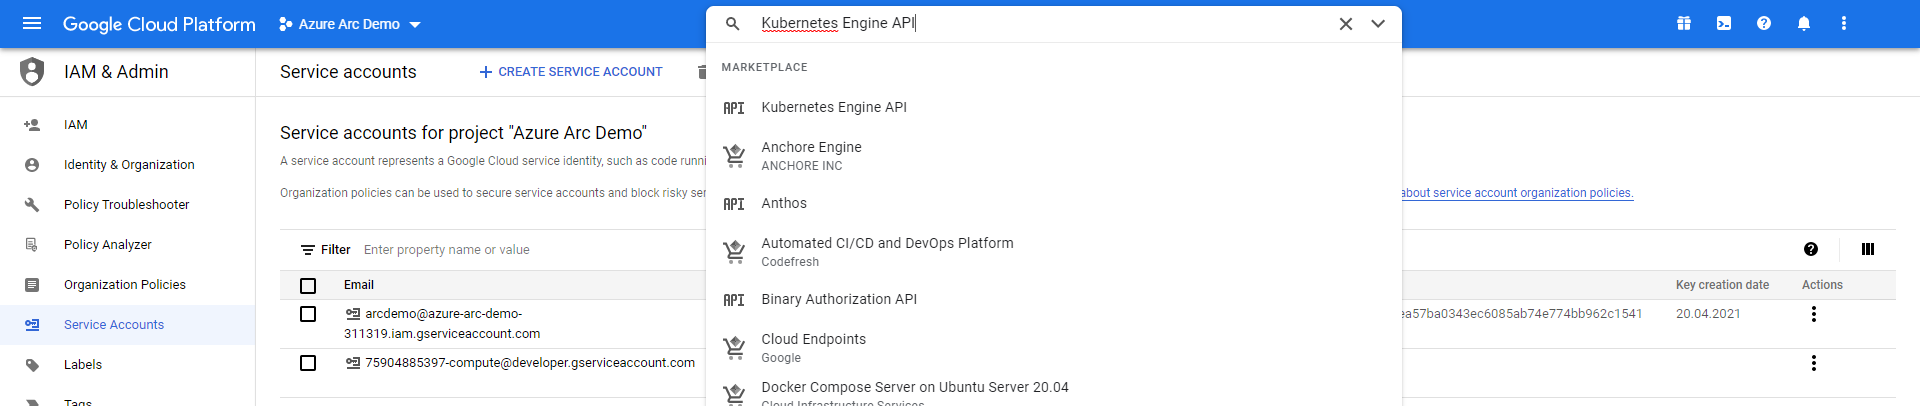 Google Cloud Platform
Azure Arc Demo
Kubernetes Engine API
IAM & Admin
Service accounts
CREATE SERVICE ACCOUNT
MARKETPLACE
API Kubernetes Engine API
Anchore Engine
ANCHORE INC
API Anthos
Automated CI/CD and DevOps Platform
Codefresh
API Binary Authorization API
Cloud Endpoints
Google
Docker Compose Server on Ubuntu Server 20.04
Cloud Infrastructure Services
IAM
Identity & Organization
Policy Troubleshooter
Policy Analyzer
Organization Policies
Service Accounts
Labels
Tags
Service accounts for project "Azure Arc Demo"
A service account represents a Google Cloud service identity, such as code runni
Organization policies can be used to secure service accounts and block risky ser
about service account organization policies.
Filter Enter property name or value
Email Key creation date Actions
arcdemo@azure-arc-demo-
311319.iam.gserviceaccount.com
ea57ba0343ec6085ab74e774bb962c1541 20.04.2021
75904885397-compute@developer.gserviceaccount.com